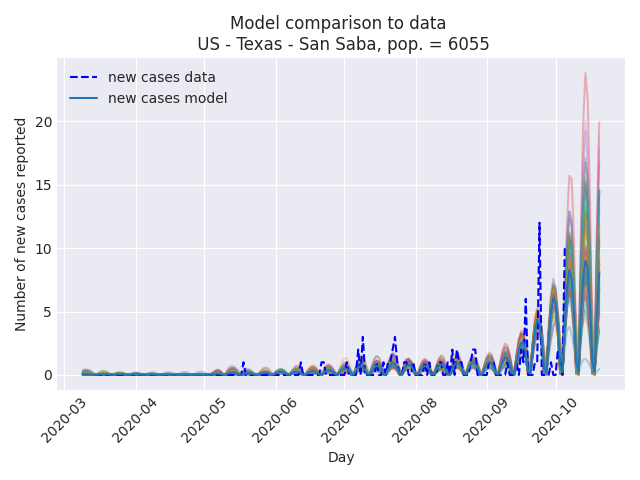 Model comparison to data
US - Texas - San Saba, pop. = 6055
new cases data
new cases model
Number of new cases reported
20
15
10
5
0
2020-03
2020-04
2020-05
2020-06
2020-07
2020-08
2020-09
2020-10
Day